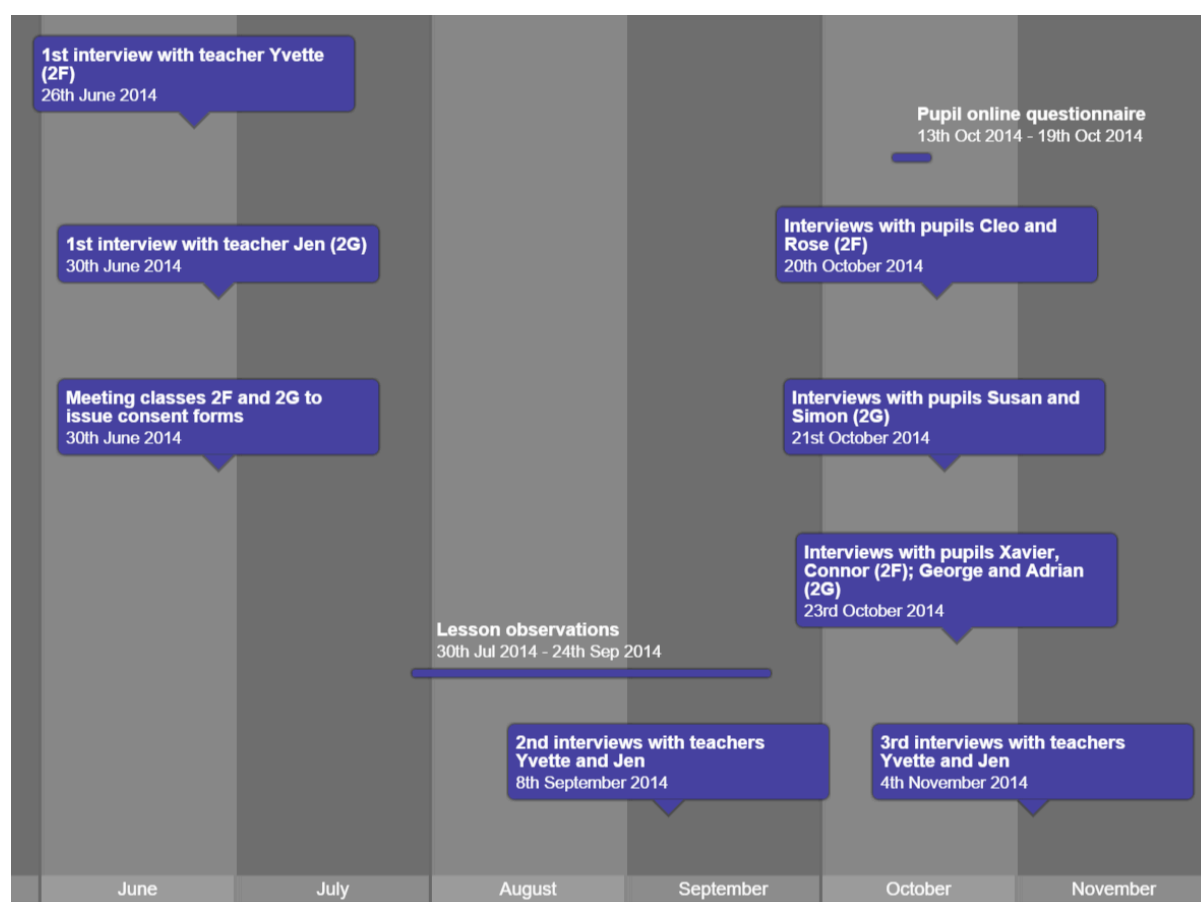 1st interview with teacher Yvette
(2F)
26th June 2014
Pupil online questionnaire
13th Oct 2014 - 19th Oct 2014
1st interview with teacher Jen (2G)
30th June 2014
Interviews with pupils Cleo and
Rose (2F)
20th October 2014
Meeting classes 2F and 2G to
issue consent forms
30th June 2014
Interviews with pupils Susan and
Simon (2G)
21st October 2014
Interviews with pupils Xavier,
Connor (2F); George and Adrian
(2G)
23rd October 2014
Lesson observations
30th Jul 2014 - 24th Sep 2014
2nd interviews with teachers
Yvette and Jen
8th September 2014
3rd interviews with teachers
Yvette and Jen
4th November 2014
June July August September October November